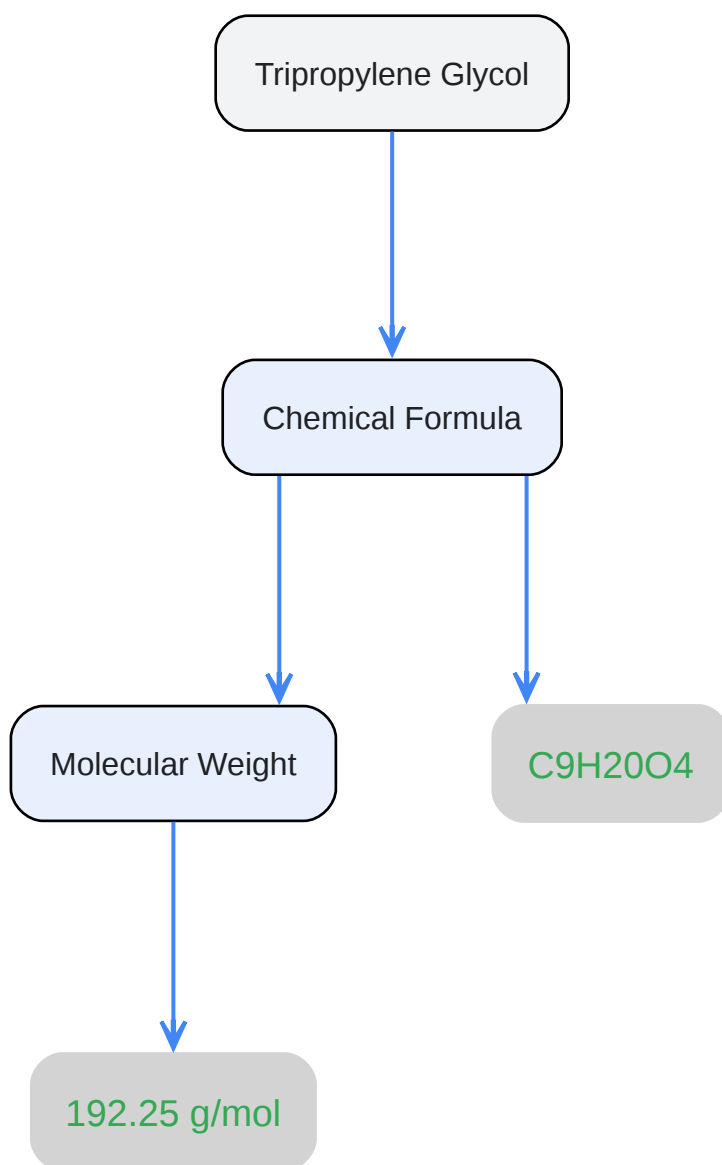 Tripropylene Glycol
Chemical Formula
Molecular Weight
C9H20O4
192.25 g/mol